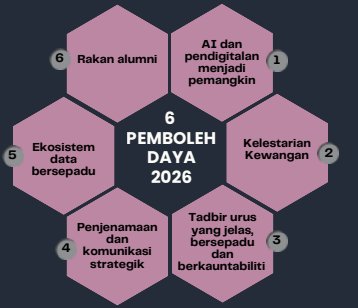 6
PEMBOLEH
DAYA
2026
1
AI dan
pendigitalan
menjadi
pemangkin
2
Kelestarian
Kewangan
3
Tadbir urus
yang jelas,
bersepadu
dan
berkauntabiliti
4
Penjenamaan
dan
komunikasi
strategik
5
Ekosistem
data
bersepadu
6
Rakan alumni